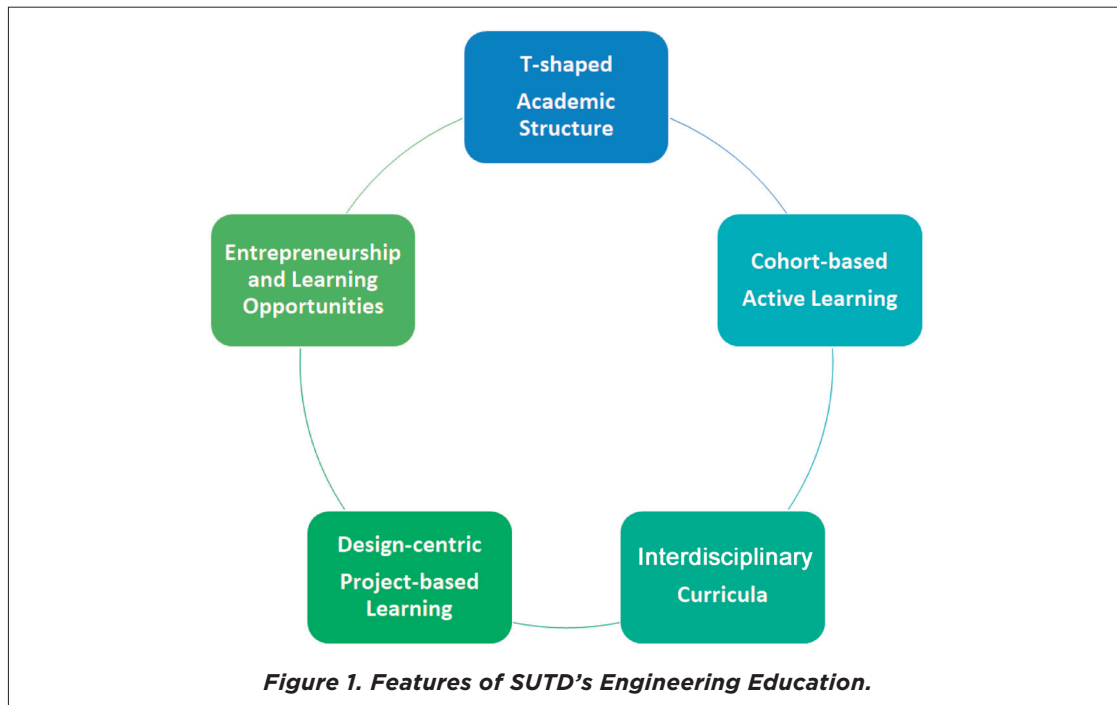 T-shaped
Academic
Structure
Cohort-based
Active Learning
Interdisciplinary
Curricula
Design-centric
Project-based
Learning
Entrepreneurship
and Learning
Opportunities
Figure 1. Features of SUTD's Engineering Education.